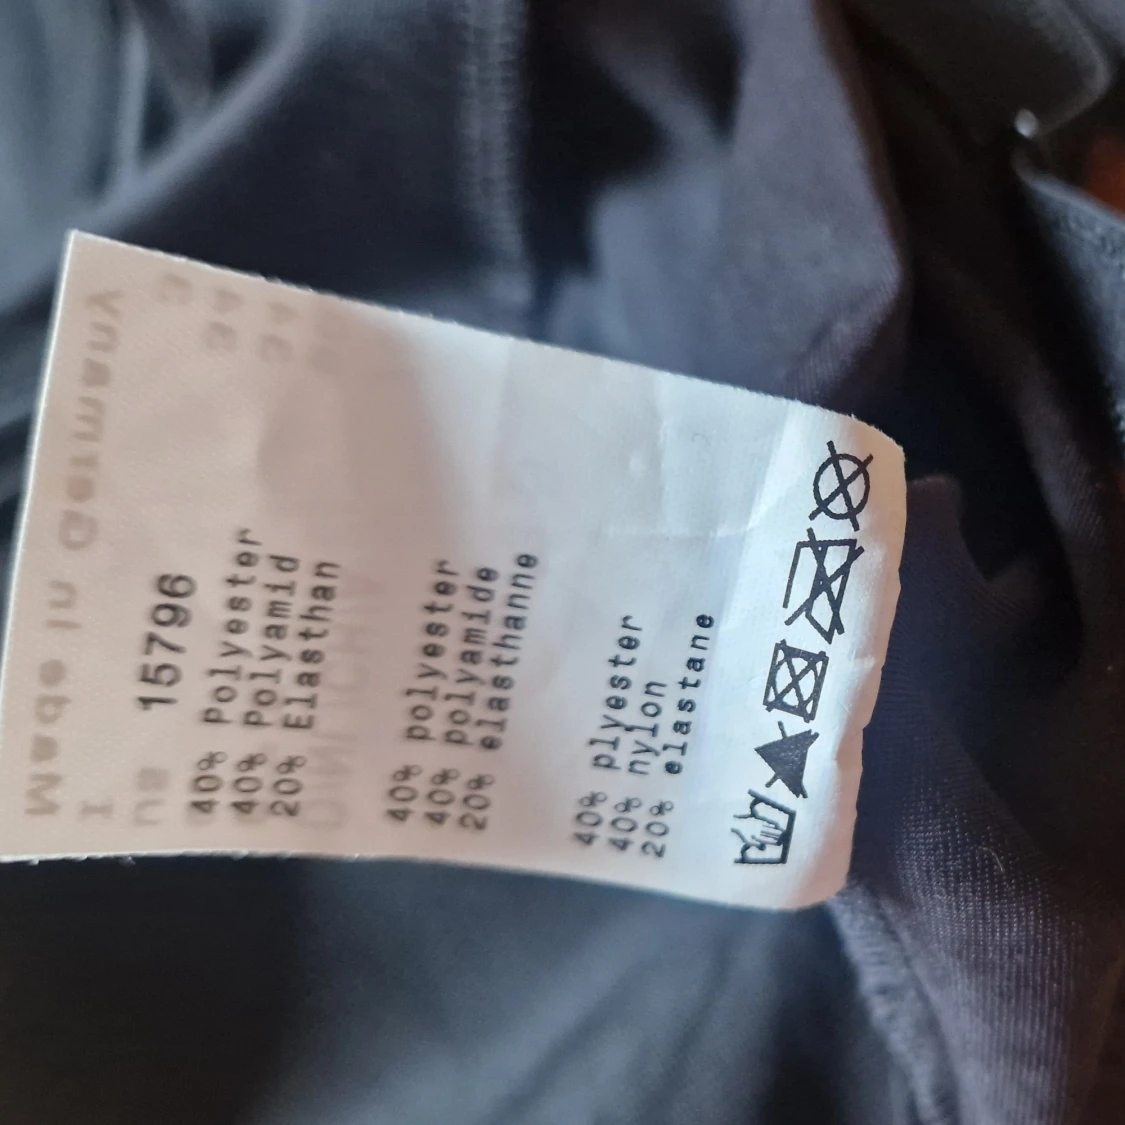 15796
40% Polyester
40% Polyamid
20% Elasthan
40% polyester
40% polyamide
20% elasthanne
40% plyester
40% nylon
20% elastane
Made in Germany